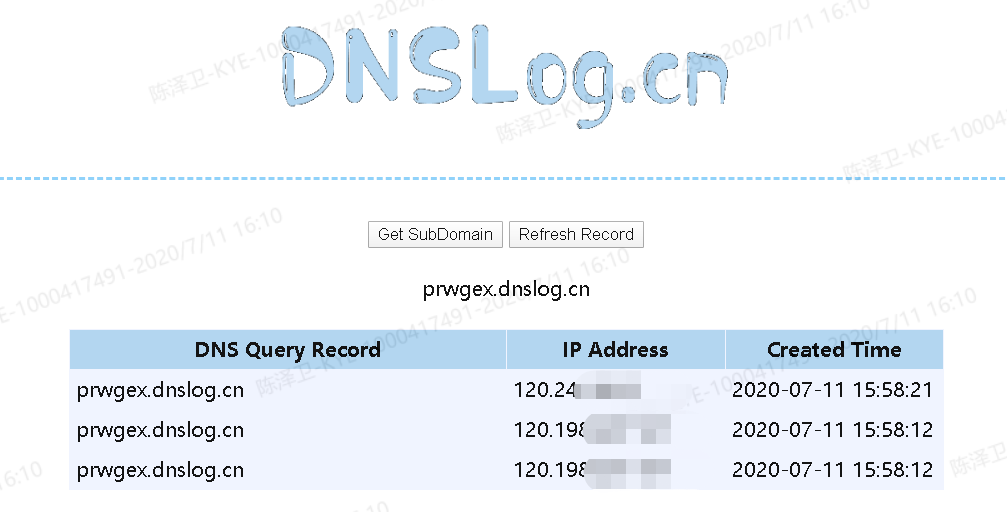 DNSLog.cn
Get SubDomain Refresh Record
prwgex.dnslog.cn
DNS Query Record IP Address Created Time
prwgex.dnslog.cn 120.24 2020-07-11 15:58:21
prwgex.dnslog.cn 120.198 2020-07-11 15:58:12
prwgex.dnslog.cn 120.198 2020-07-11 15:58:12
陈泽卫-KYE-1000417491-2020/7/11 16:10